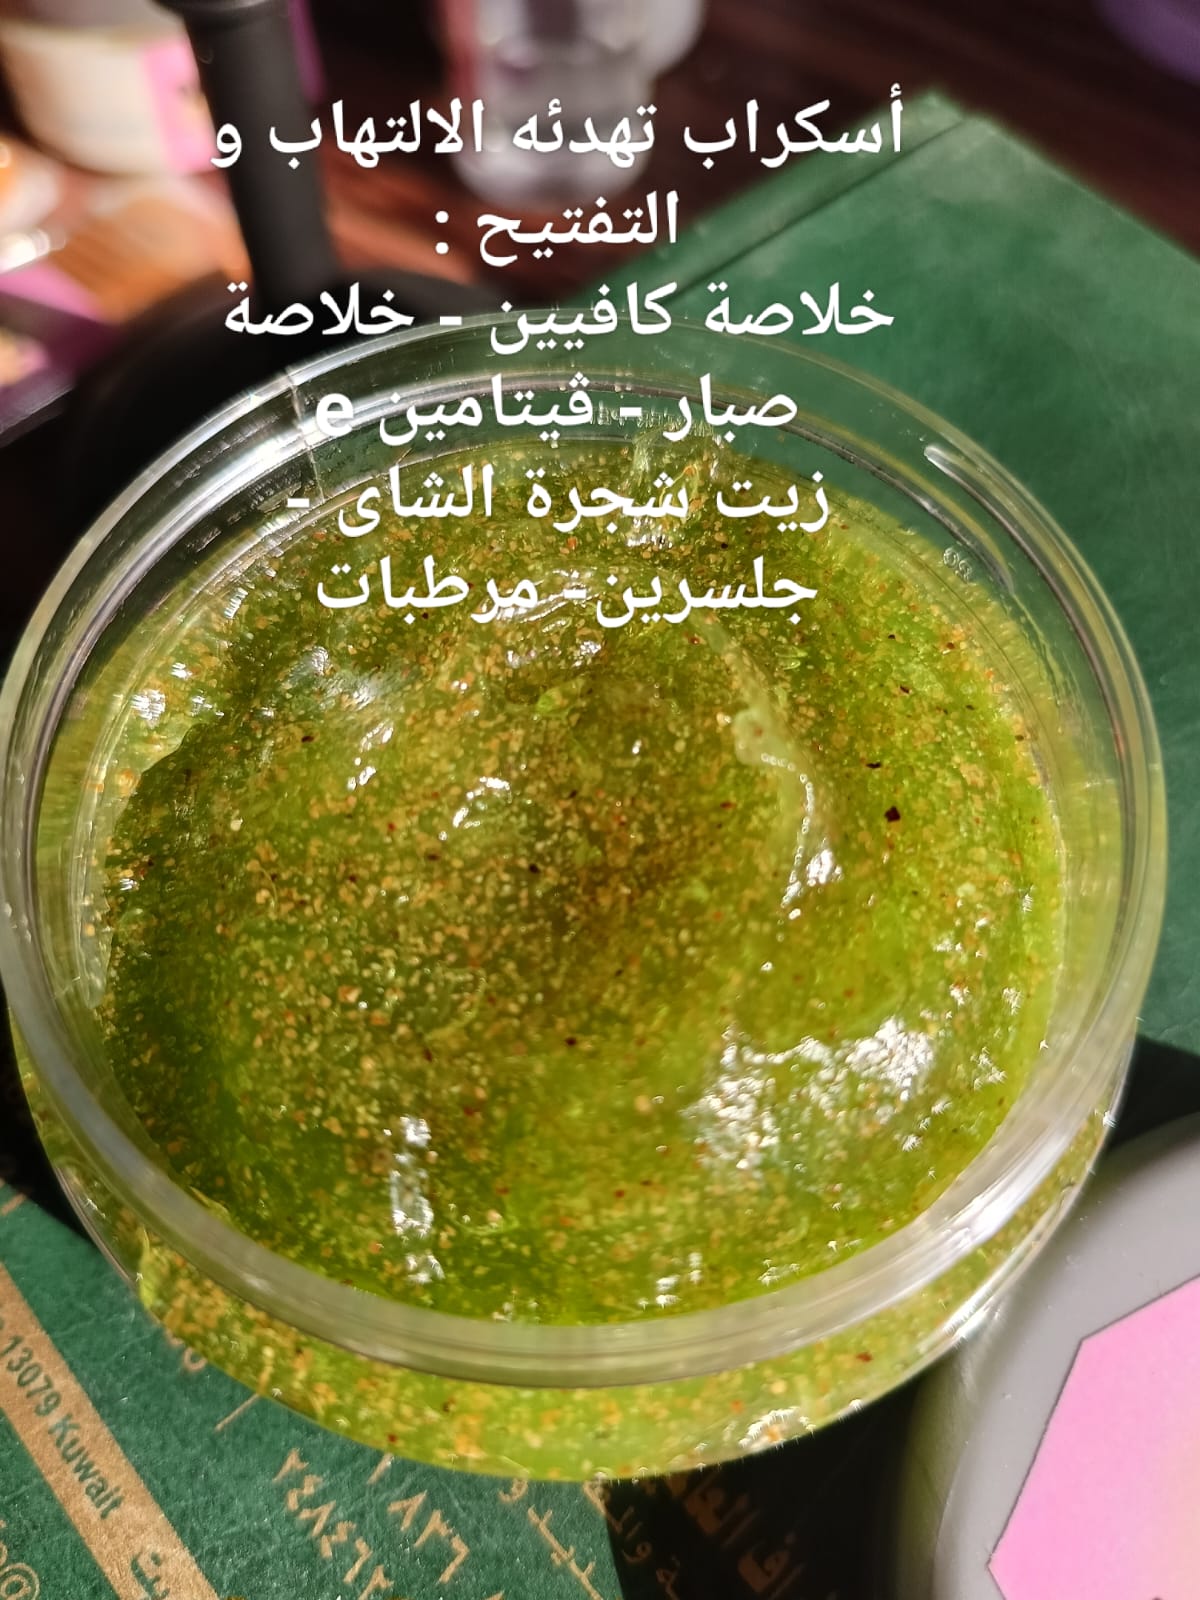 أسكراب تهدئه الالتهاب و
التفتيح :
خلاصة كافيين - خلاصة
صبار - ڤيتامين e
زيت شجرة الشاى -
جلسرين- مرطبات
13079 Kuwait